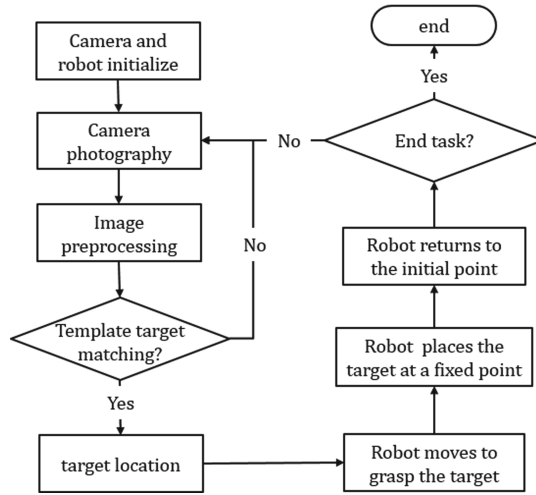 Camera and
robot initialize
Camera
photography
Image
preprocessing
No
Template target
matching?
Yes
target location
Robot moves to
grasp the target
Robot places the
target at a fixed point
Robot returns to
the initial point
End task?
No
Yes
end